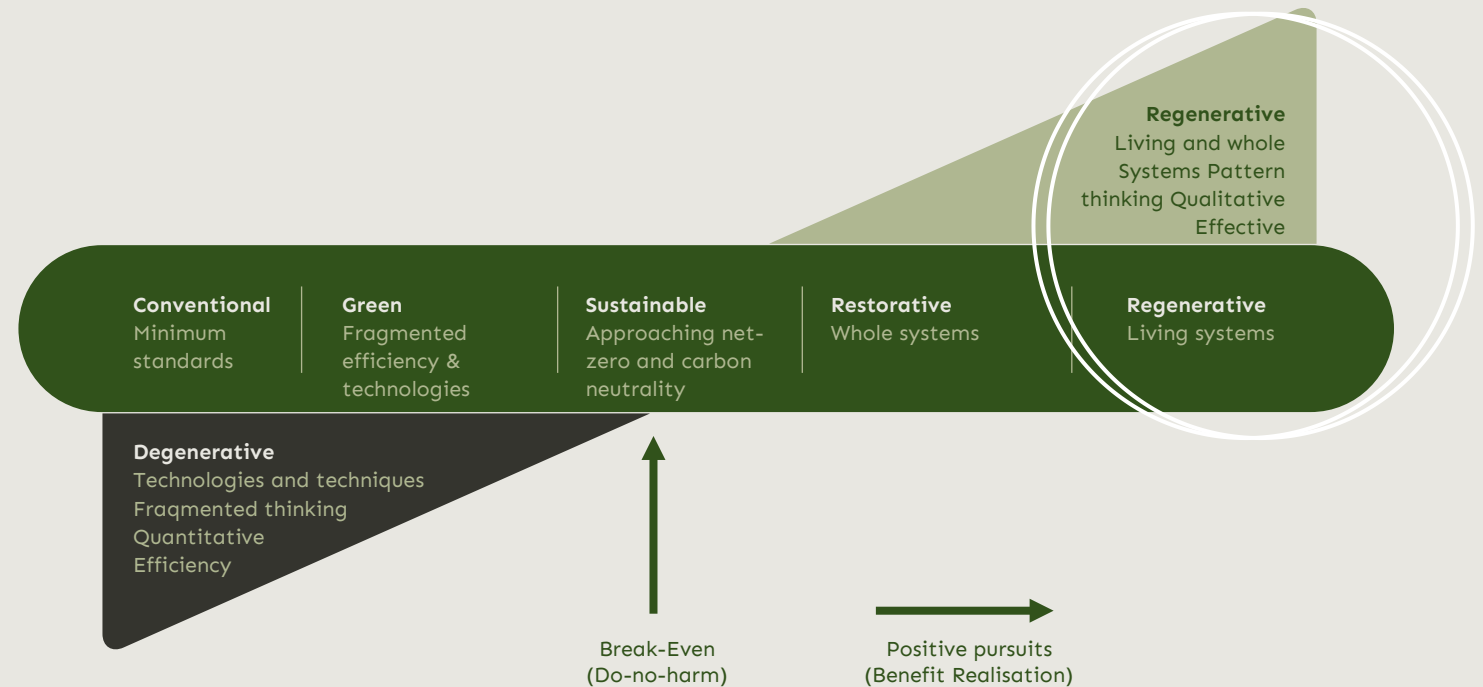 Regenerative
Living and whole
Systems Pattern
thinking Qualitative
Effective
Conventional
Minimum
standards
Green
Fragmented
efficiency &
technologies
Sustainable
Approaching net-
zero and carbon
neutrality
Restorative
Whole systems
Regenerative
Living systems
Degenerative
Technologies and techniques
Fraqmented thinking
Quantitative
Efficiency
Break-Even
(Do-no-harm)
Positive pursuits
(Benefit Realisation)